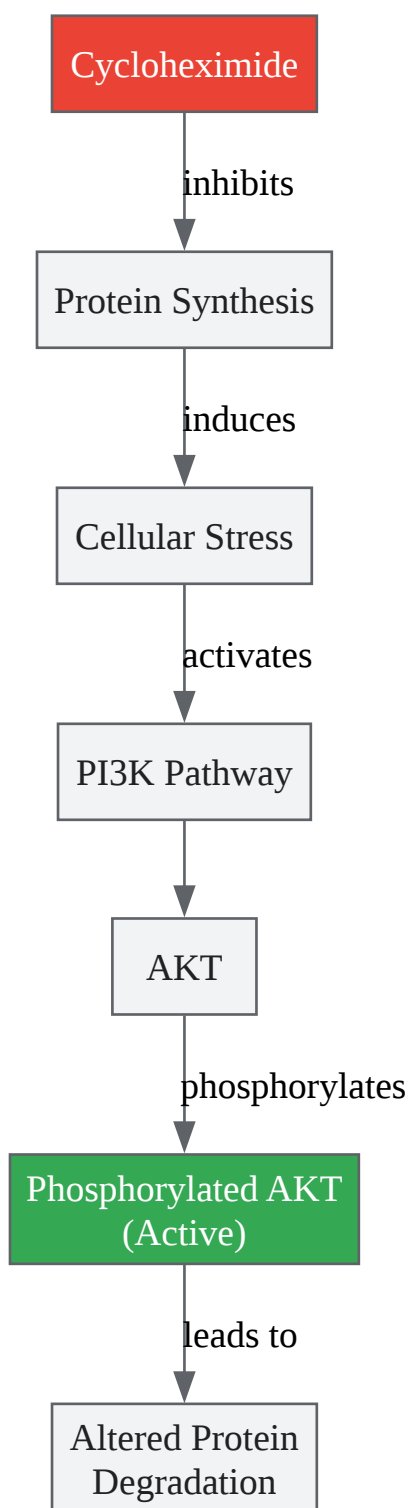 Cycloheximide
inhibits
Protein Synthesis
induces
Cellular Stress
activates
PI3K Pathway
AKT
phosphorylates
Phosphorylated AKT
(Active)
leads to
Altered Protein
Degradation